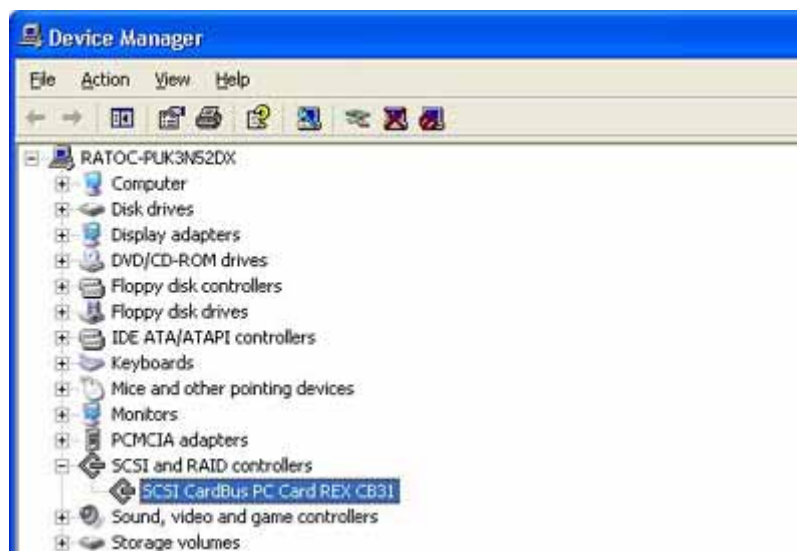 Device Manager
File Action View Help
RATOC-PUK3N52DX
Computer
Disk drives
Display adapters
DVD/CD-ROM drives
Floppy disk controllers
Floppy disk drives
IDE ATA/ATAPI controllers
Keyboards
Mice and other pointing devices
Monitors
PCMCIA adapters
SCSI and RAID controllers
SCSI CardBus PC Card REX CB31
Sound, video and game controllers
Storage volumes